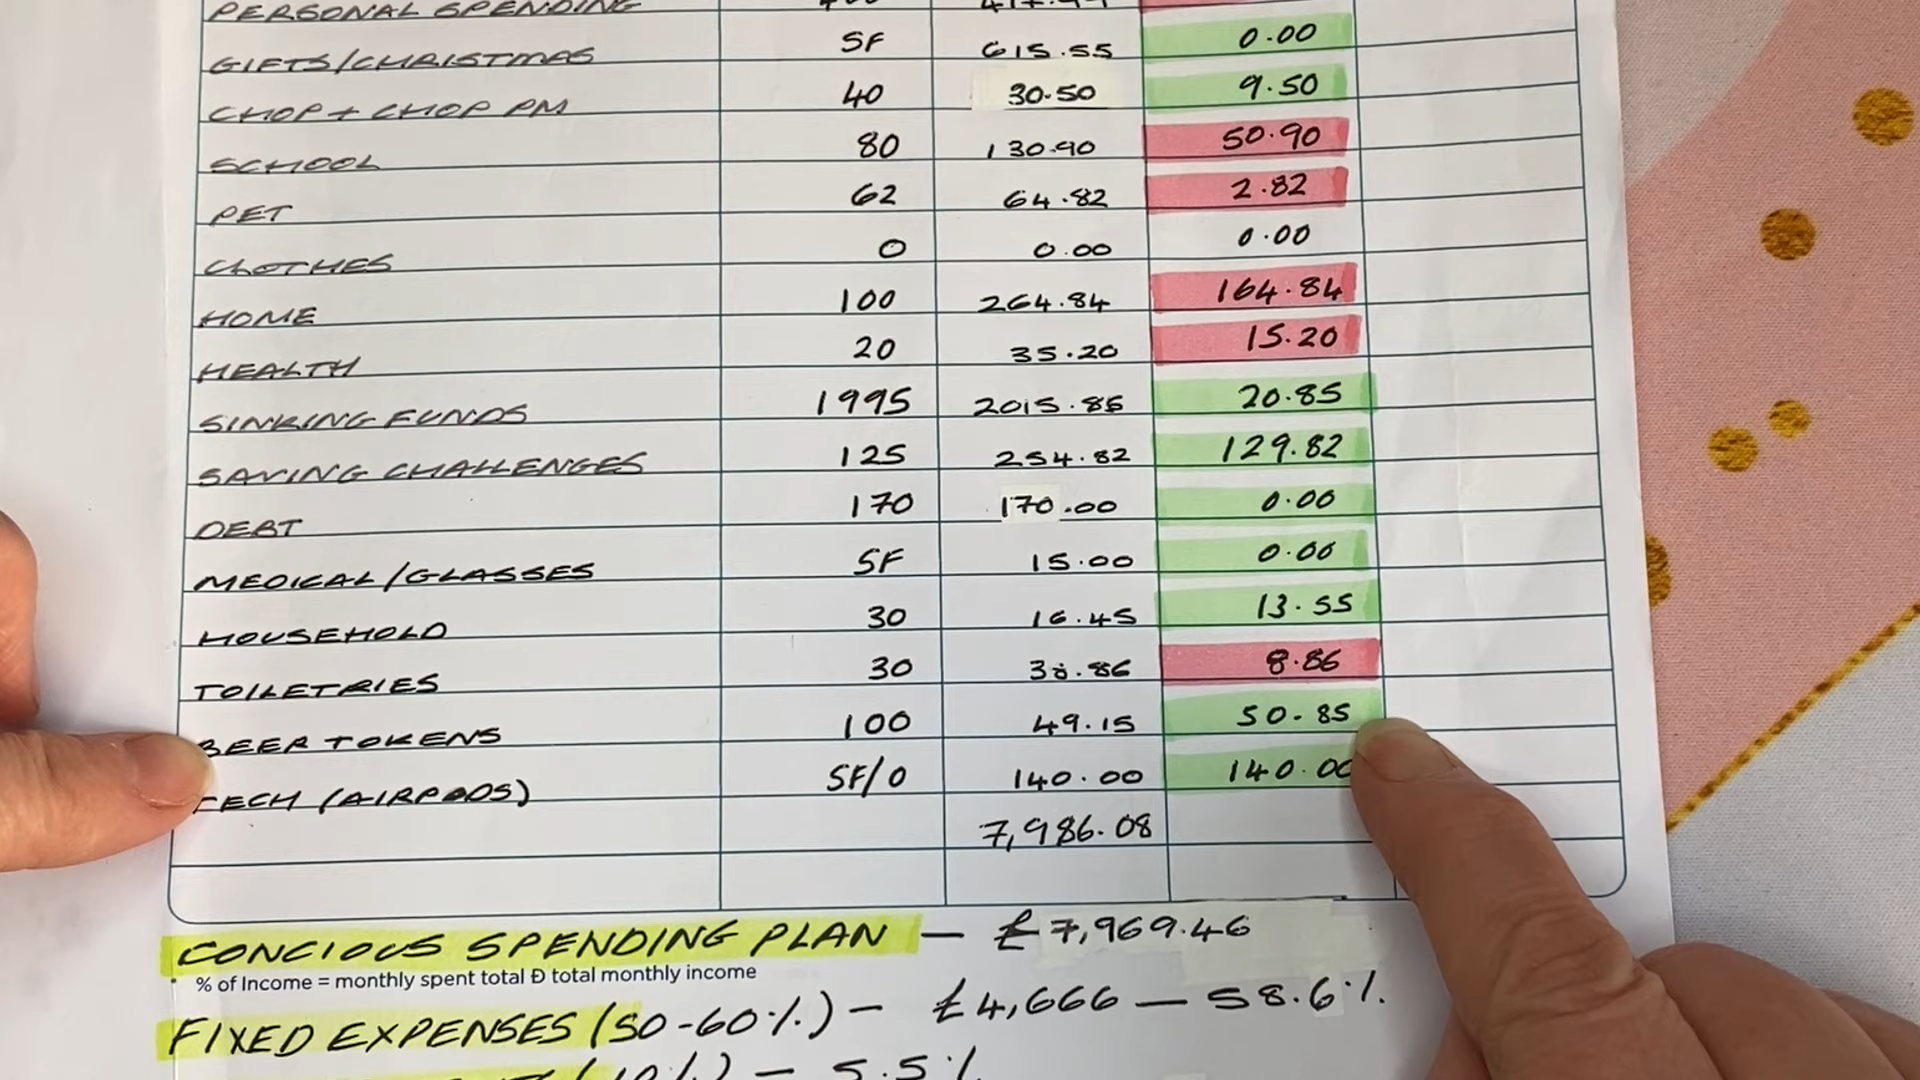 PERSONAL SPENDING
GIFTS/CHRISTMAS SF 615.55 0.00
CHOP + CHOP PM 40 30.50 9.50
SCHOOL 80 130.90 50.90
PET 62 64.82 2.82
CLOTHES 0 0.00 0.00
HOME 100 264.84 164.84
HEALTH 20 35.20 15.20
SINKING FUNDS 1995 2015.85 20.85
SAVING CHALLENGES 125 254.82 129.82
DEBT 170 170.00 0.00
MEDICAL/GLASSES SF 15.00 0.00
HOUSEHOLD 30 16.45 13.55
TOILETRIES 30 38.86 8.86
BEER TOKENS 100 49.15 50.85
TECH (AIRPODS) SF/0 140.00 140.00
7,986.08
CONCIOUS SPENDING PLAN — £7,969.46
% of Income = monthly spent total Đ total monthly income
FIXED EXPENSES (50-60%) — £4,666 — 58.6%
(10%) — 5.5%